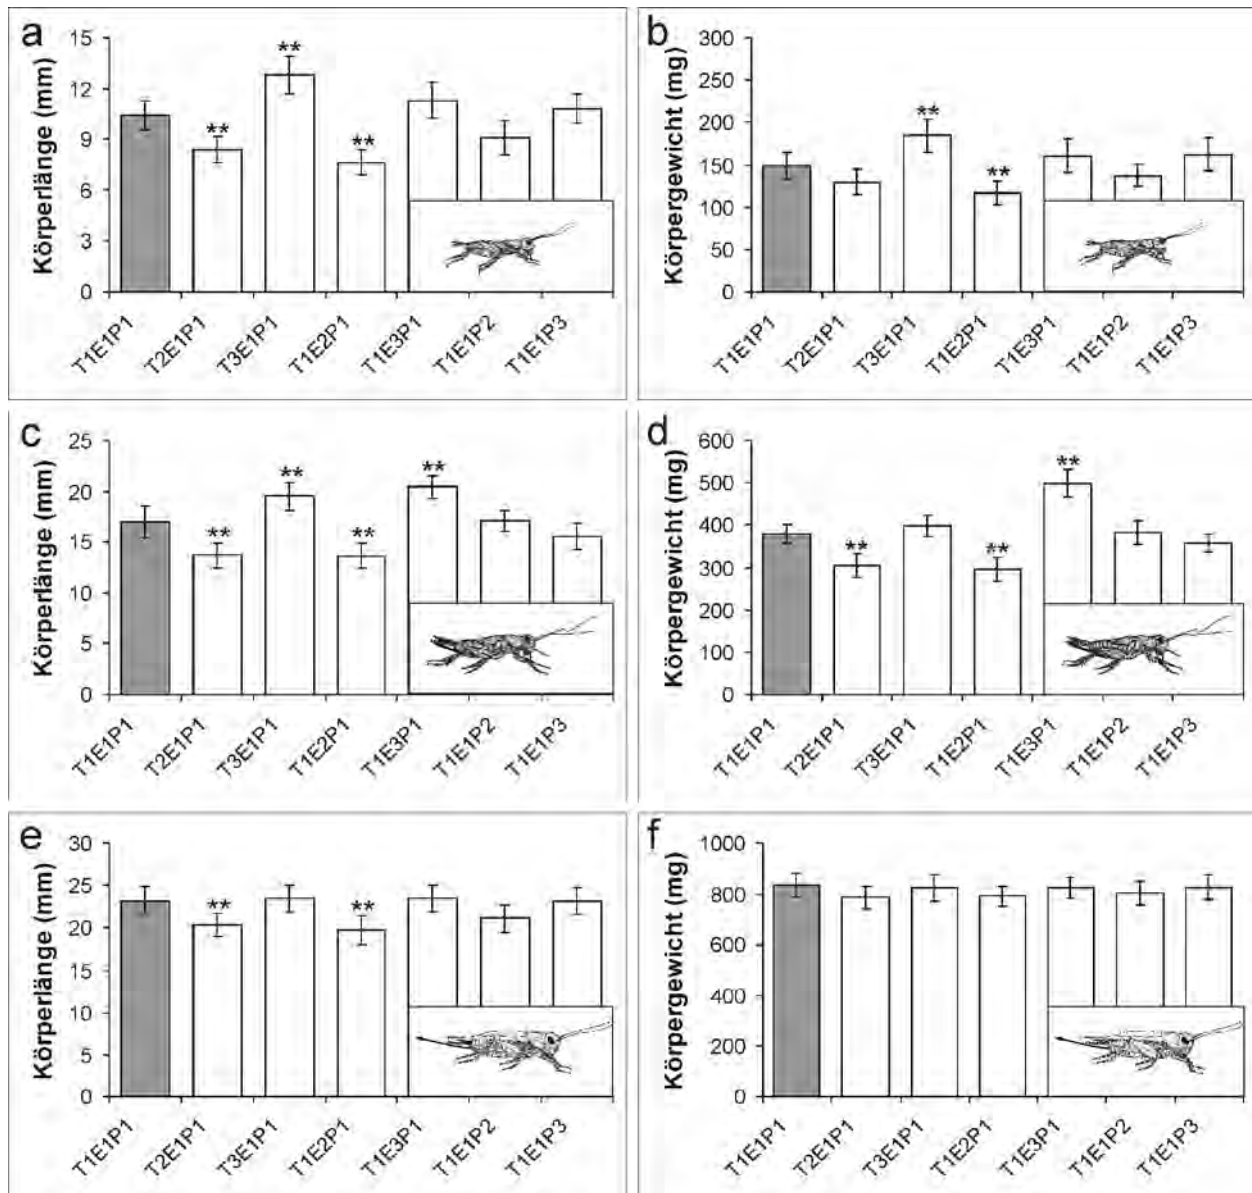 a
Körperlänge (mm)
15
12
9
6
3
0
** ** **
T1E1P1 T2E1P1 T3E1P1 T1E2P1 T1E3P1 T1E1P2 T1E1P3
b
Körpergewicht (mg)
300
250
200
150
100
50
0
** **
T1E1P1 T2E1P1 T3E1P1 T1E2P1 T1E3P1 T1E1P2 T1E1P3
c
Körperlänge (mm)
25
20
15
10
5
0
** ** ** **
T1E1P1 T2E1P1 T3E1P1 T1E2P1 T1E3P1 T1E1P2 T1E1P3
d
Körpergewicht (mg)
600
500
400
300
200
100
0
** ** **
T1E1P1 T2E1P1 T3E1P1 T1E2P1 T1E3P1 T1E1P2 T1E1P3
e
Körperlänge (mm)
30
25
20
15
10
5
0
** **
T1E1P1 T2E1P1 T3E1P1 T1E2P1 T1E3P1 T1E1P2 T1E1P3
f
Körpergewicht (mg)
1000
800
600
400
200
0
T1E1P1 T2E1P1 T3E1P1 T1E2P1 T1E3P1 T1E1P2 T1E1P3